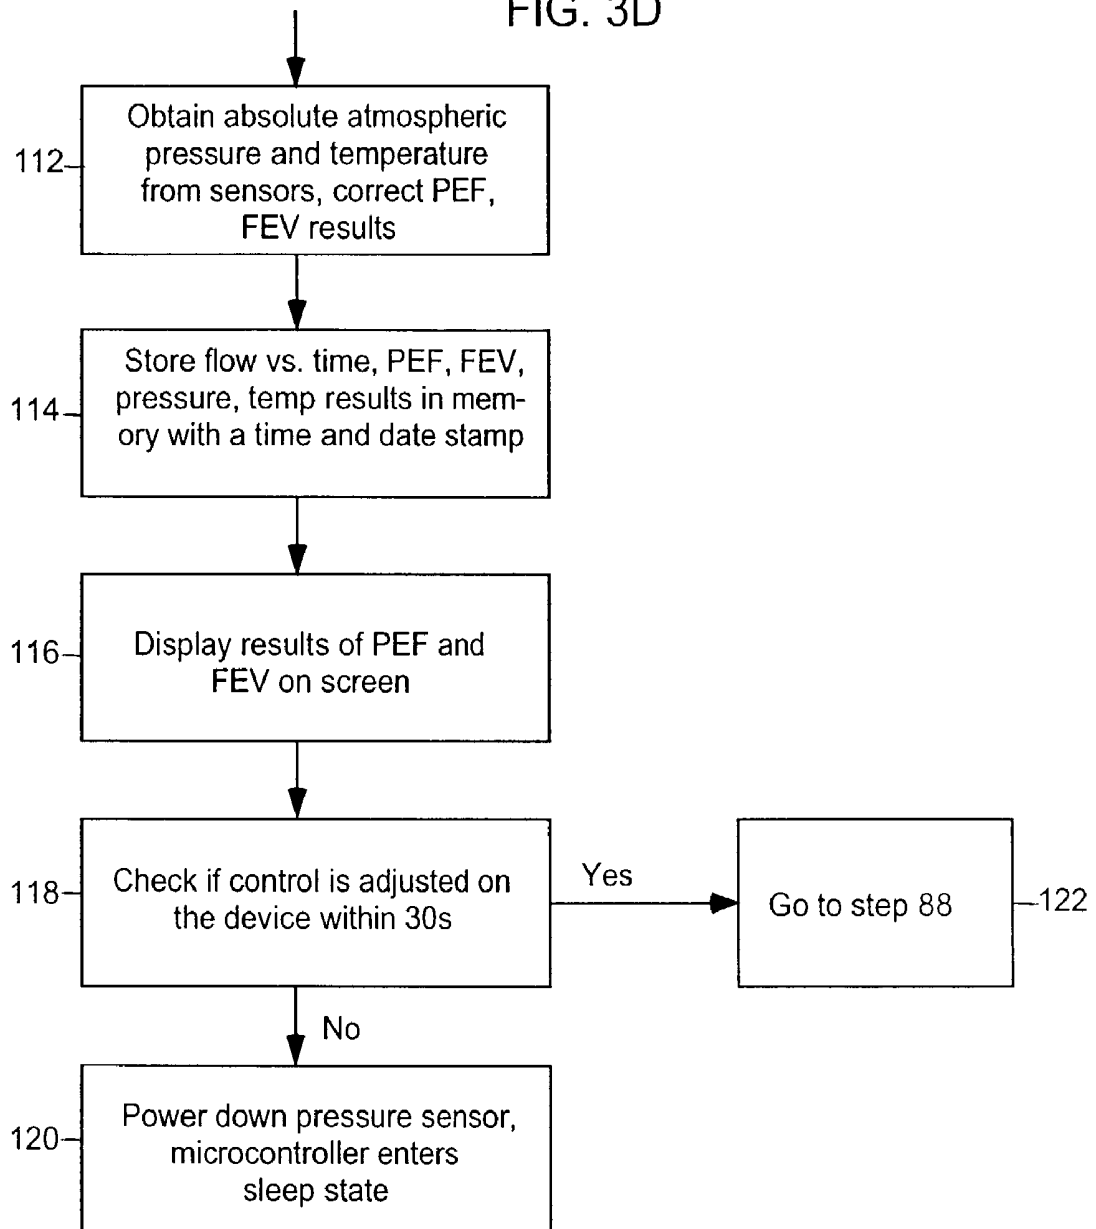 FIG. 3D
Obtain absolute atmospheric
pressure and temperature
from sensors, correct PEF,
FEV results
112
Store flow vs. time, PEF, FEV,
pressure, temp results in mem-
ory with a time and date stamp
114
Display results of PEF and
FEV on screen
116
Check if control is adjusted on
the device within 30s
118
Yes
Go to step 88
122
No
Power down pressure sensor,
microcontroller enters
sleep state
120